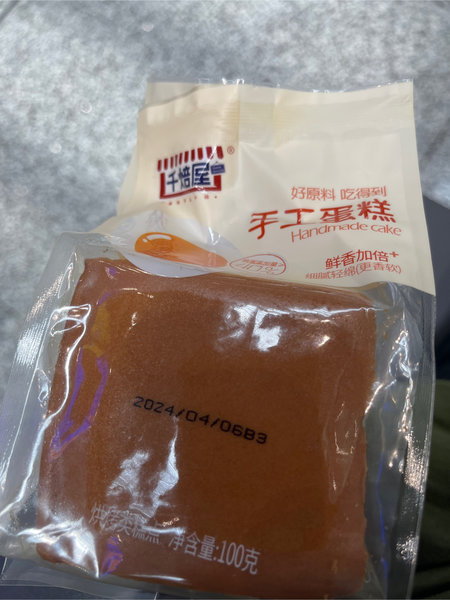 千焙屋
®
好原料 吃得到
手工蛋糕
Handmade cake
鲜香加倍+
细腻轻绵(更香软)
2024/04/06B3
净含量:100克